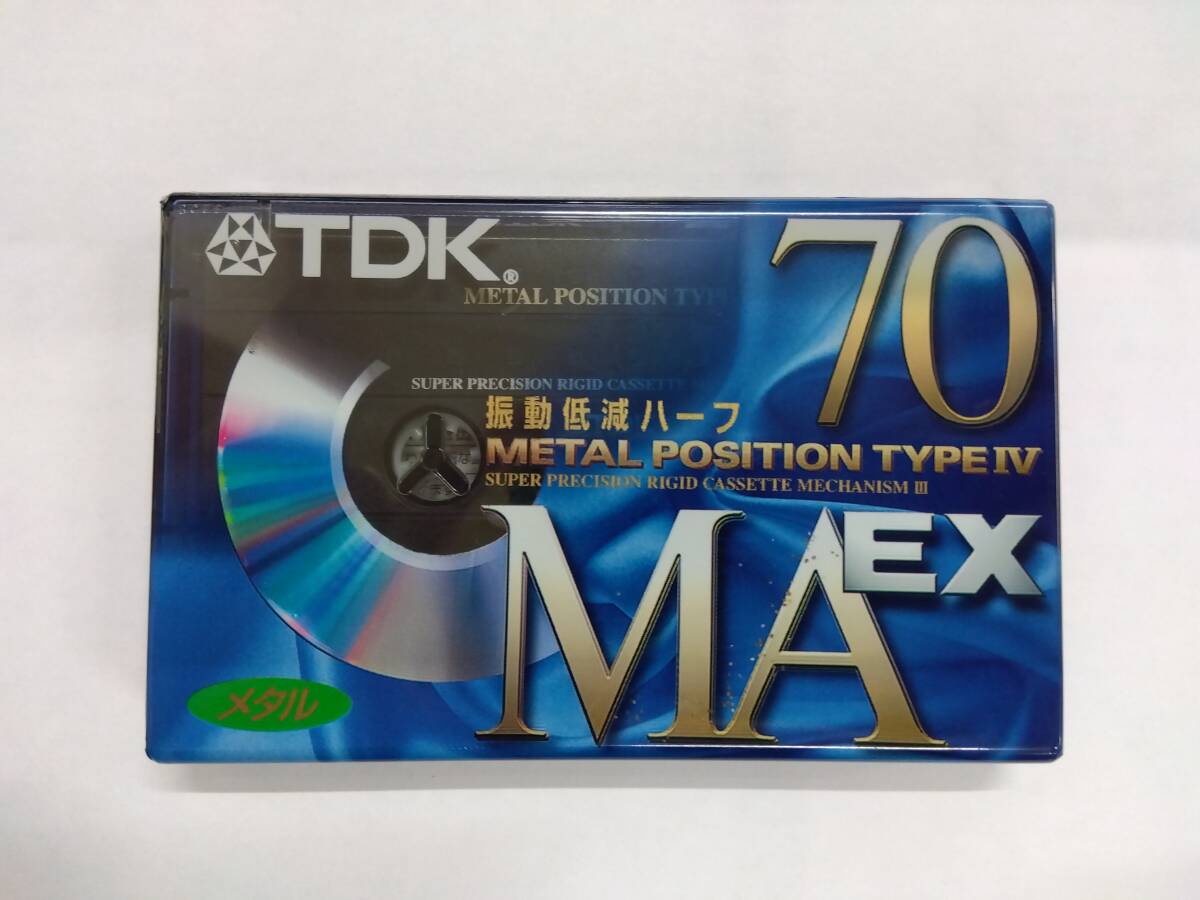 TDK®
70
METAL POSITION TYP
SUPER PRECISION RIGID CASSETTE
振動低減ハーフ
METAL POSITION TYPE IV
SUPER PRECISION RIGID CASSETTE MECHANISM III
MA EX
メタル